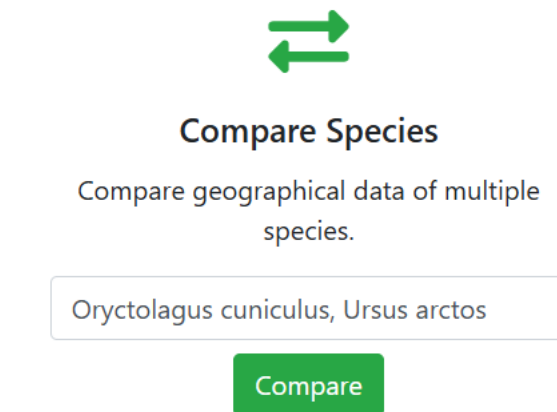 Compare Species
Compare geographical data of multiple
species.
Oryctolagus cuniculus, Ursus arctos
Compare